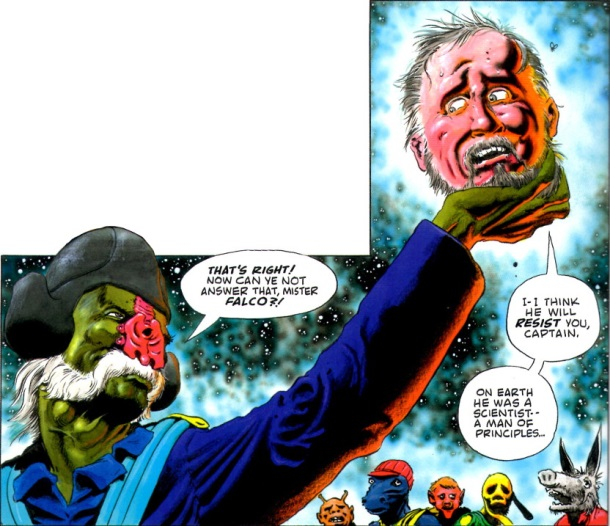 THAT'S RIGHT!
NOW CAN YE NOT
ANSWER THAT, MISTER
FALCO?!
I-I THINK
HE WILL
RESIST YOU,
CAPTAIN.
ON EARTH
HE WAS A
SCIENTIST--
A MAN OF
PRINCIPLES...